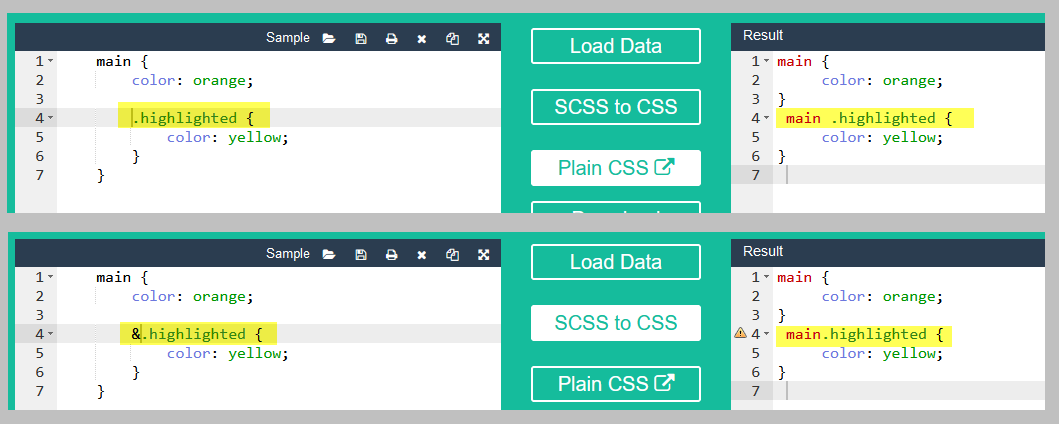 Sample
Load Data
SCSS to CSS
Plain CSS
Result
1 main {
2 color: orange;
3
4 .highlighted {
5 color: yellow;
6 }
7 }
1 main {
2 color: orange;
3 }
4 main .highlighted {
5 color: yellow;
6 }
7
Sample
Load Data
SCSS to CSS
Plain CSS
Result
1 main {
2 color: orange;
3
4 &.highlighted {
5 color: yellow;
6 }
7 }
1 main {
2 color: orange;
3 }
4 main.highlighted {
5 color: yellow;
6 }
7